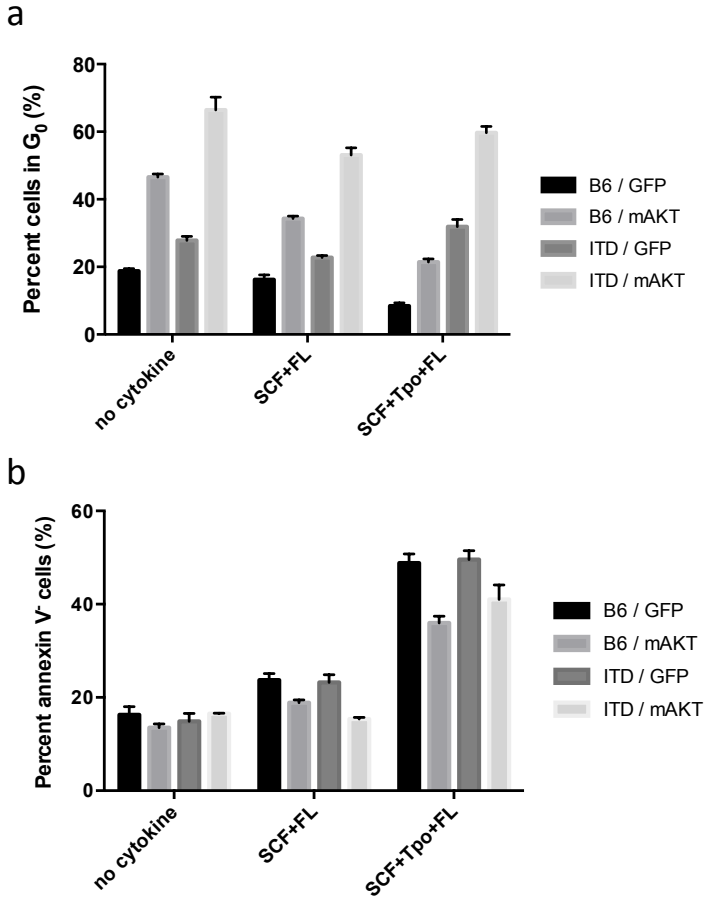 a
Percent cells in G0 (%)
80
60
40
20
0
no cytokine
SCF+FL
SCF+Tpo+FL
B6 / GFP
B6 / mAKT
ITD / GFP
ITD / mAKT
b
Percent annexin V- cells (%)
60
40
20
0
no cytokine
SCF+FL
SCF+Tpo+FL
B6 / GFP
B6 / mAKT
ITD / GFP
ITD / mAKT